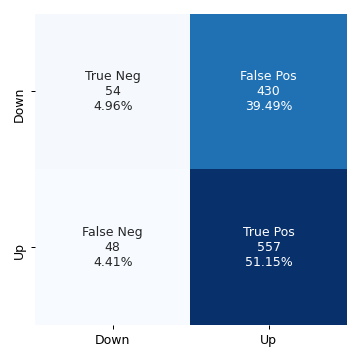 True Neg
54
4.96%
False Pos
430
39.49%
False Neg
48
4.41%
True Pos
557
51.15%
Down
Up
Down
Up